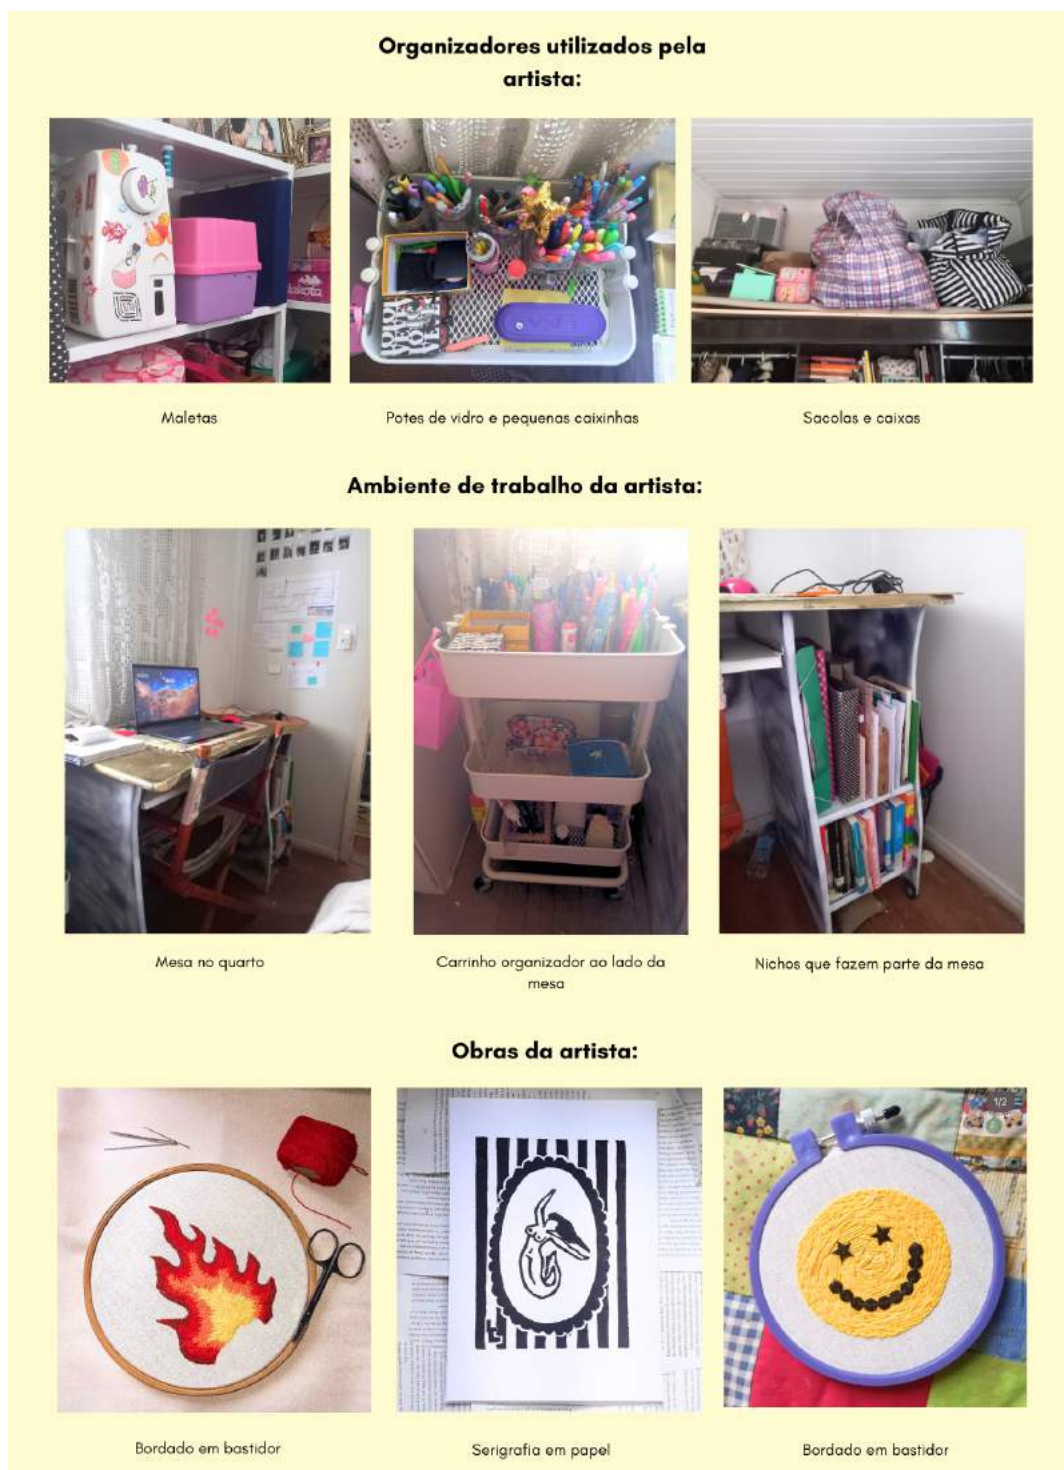 Organizadores utilizados pela
artista:
Maletas
Potes de vidro e pequenas caixinhas
Sacolas e caixas
Ambiente de trabalho da artista:
Mesa no quarto
Carrinho organizador ao lado da
mesa
Nichos que fazem parte da mesa
Obras da artista:
1/2
Bordado em bastidor
Serigrafia em papel
Bordado em bastidor